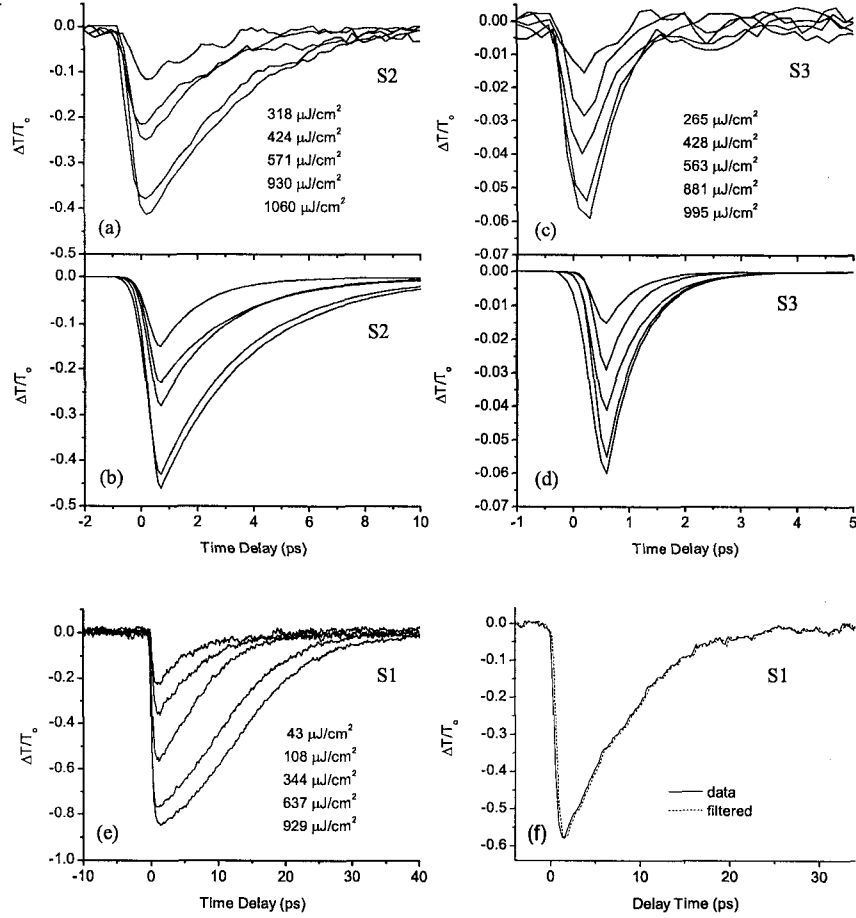 0.0
-0.1
-0.2
-0.3
-0.4
-0.5
ΔT/Tₒ
S2
318 μJ/cm²
424 μJ/cm²
571 μJ/cm²
930 μJ/cm²
1060 μJ/cm²
(a)
0.00
-0.01
-0.02
-0.03
-0.04
-0.05
-0.06
-0.07
ΔT/Tₒ
S3
265 μJ/cm²
428 μJ/cm²
563 μJ/cm²
881 μJ/cm²
995 μJ/cm²
(c)
0.0
-0.1
-0.2
-0.3
-0.4
-0.5
ΔT/Tₒ
S2
(b)
-2 0 2 4 6 8 10
Time Delay (ps)
0.00
-0.01
-0.02
-0.03
-0.04
-0.05
-0.06
-0.07
ΔT/Tₒ
S3
(d)
-1 0 1 2 3 4 5
Time Delay (ps)
0.0
-0.2
-0.4
-0.6
-0.8
-1.0
ΔT/Tₒ
S1
43 μJ/cm²
108 μJ/cm²
344 μJ/cm²
637 μJ/cm²
929 μJ/cm²
(e)
-10 0 10 20 30 40
Time Delay (ps)
0.0
-0.1
-0.2
-0.3
-0.4
-0.5
-0.6
ΔT/Tₒ
S1
data
filtered
(f)
0 10 20 30
Delay Time (ps)